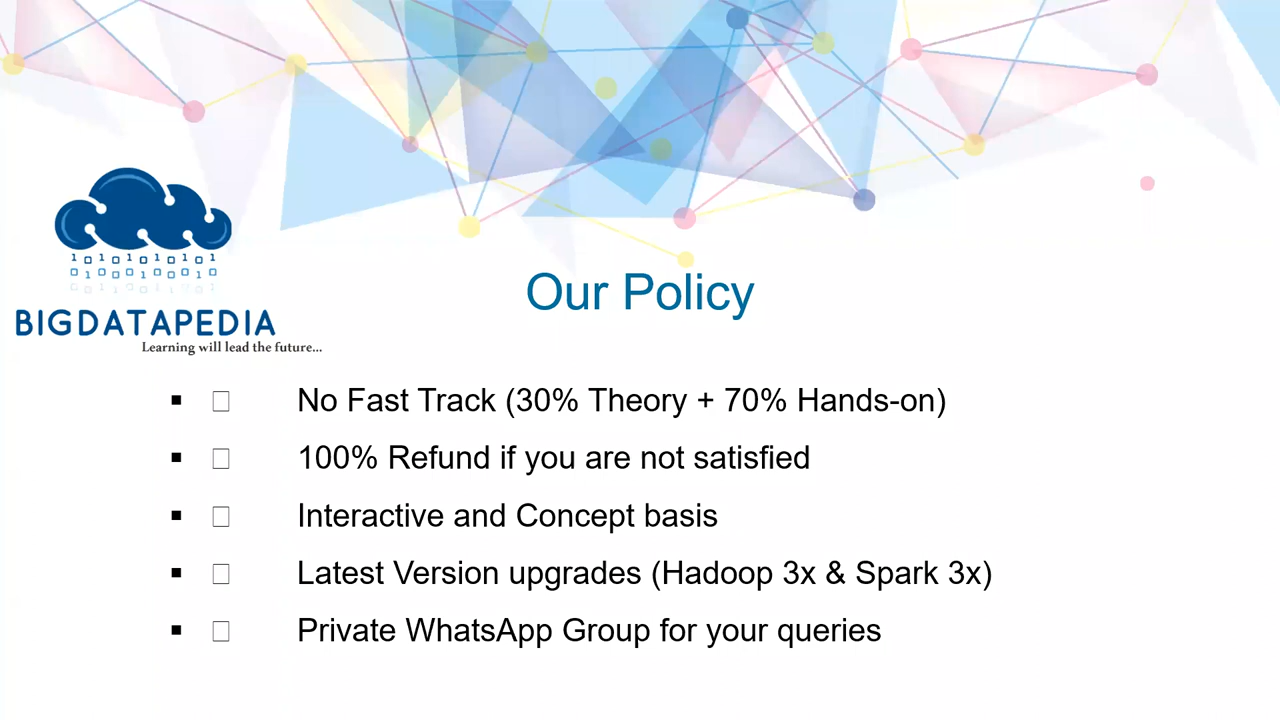 BIGDATAPEDIA
Learning will lead the future...
Our Policy
No Fast Track (30% Theory + 70% Hands-on)
100% Refund if you are not satisfied
Interactive and Concept basis
Latest Version upgrades (Hadoop 3x & Spark 3x)
Private WhatsApp Group for your queries